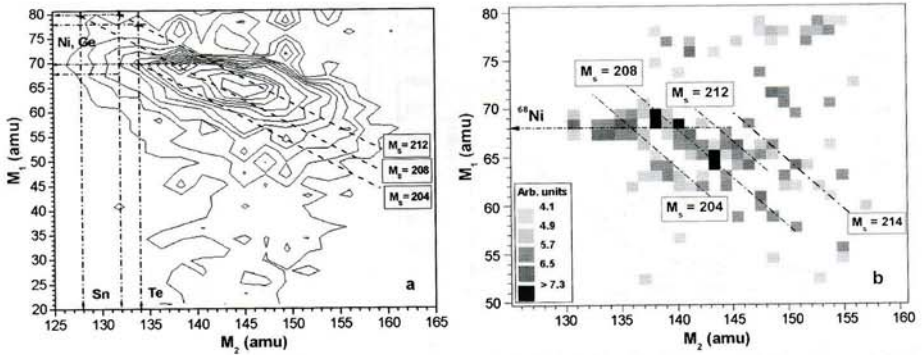 M₁ (amu)
80
75
70
65
60
55
50
45
40
35
30
25
20
Ni, Ge
Mₛ = 212
Mₛ = 208
Mₛ = 204
Sn
Te
a
125 130 135 140 145 150 155 160 165
M₂ (amu)
M₁ (amu)
80
70
60
50
b
Mₛ = 208
Mₛ = 212
⁶⁸Ni
Mₛ = 204
Mₛ = 214
Arb. units
4.1
4.9
5.7
6.5
> 7.3
130 135 140 145 150 155 160
M₂ (amu)